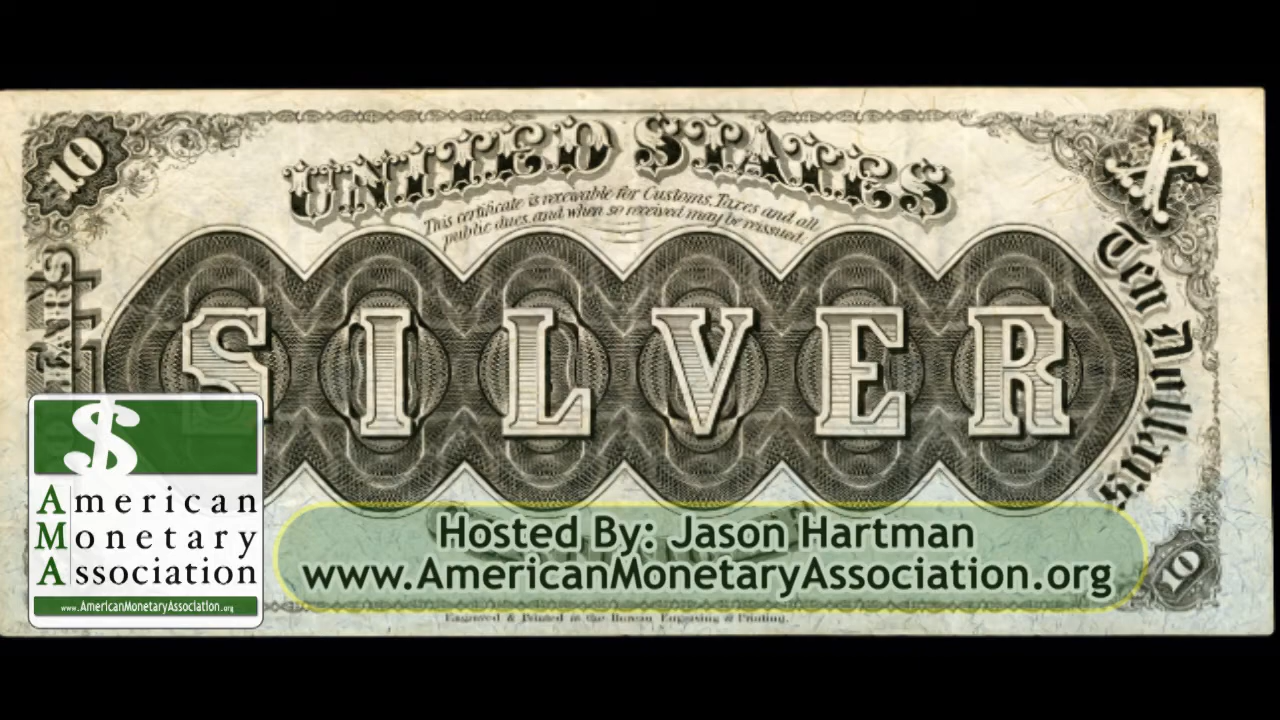 10
UNITED STATES
X
This certificate is receivable for Customs, Taxes and all
public dues, and when so received may be reissued.
Ten Dollars
SILVER
$
American
Monetary
Association
www.AmericanMonetaryAssociation.org
Hosted By: Jason Hartman
www.AmericanMonetaryAssociation.org
10
Engraved & Printed at the Bureau Engraving & Printing.